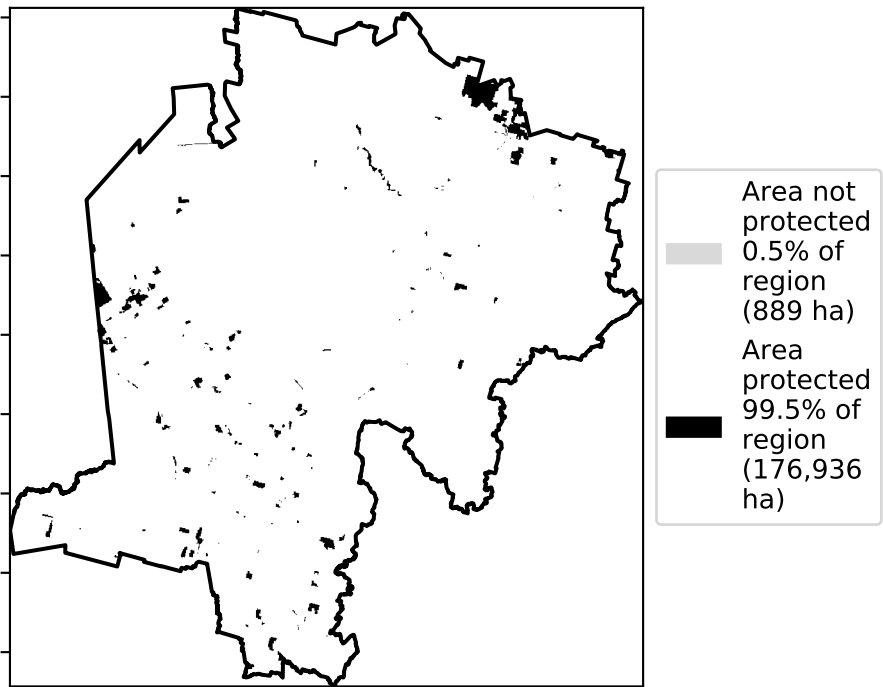 Area not
protected
0.5% of
region
(889 ha)
Area
protected
99.5% of
region
(176,936
ha)